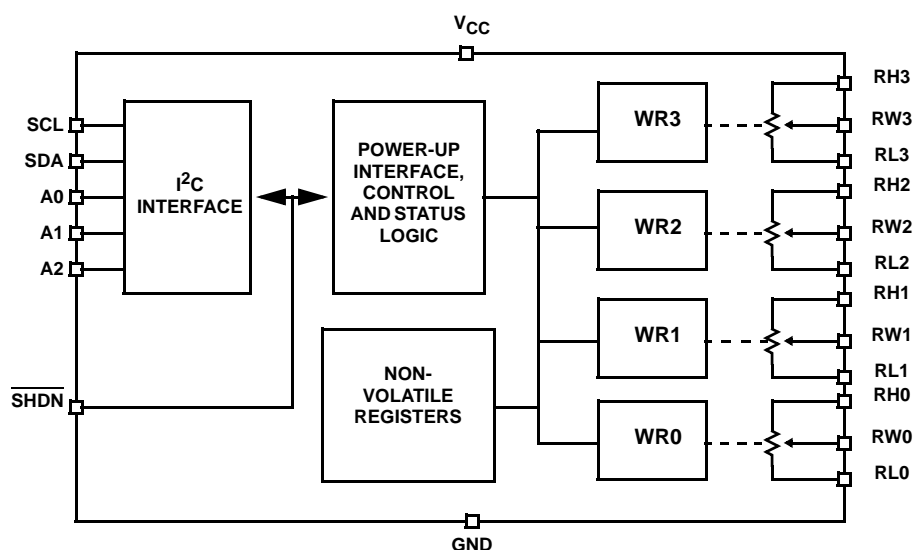 VCC
SCL
SDA
A0
A1
A2
SHDN
I2C
INTERFACE
POWER-UP
INTERFACE,
CONTROL
AND STATUS
LOGIC
NON-
VOLATILE
REGISTERS
WR3
WR2
WR1
WR0
RH3
RW3
RL3
RH2
RW2
RL2
RH1
RW1
RL1
RH0
RW0
RL0
GND